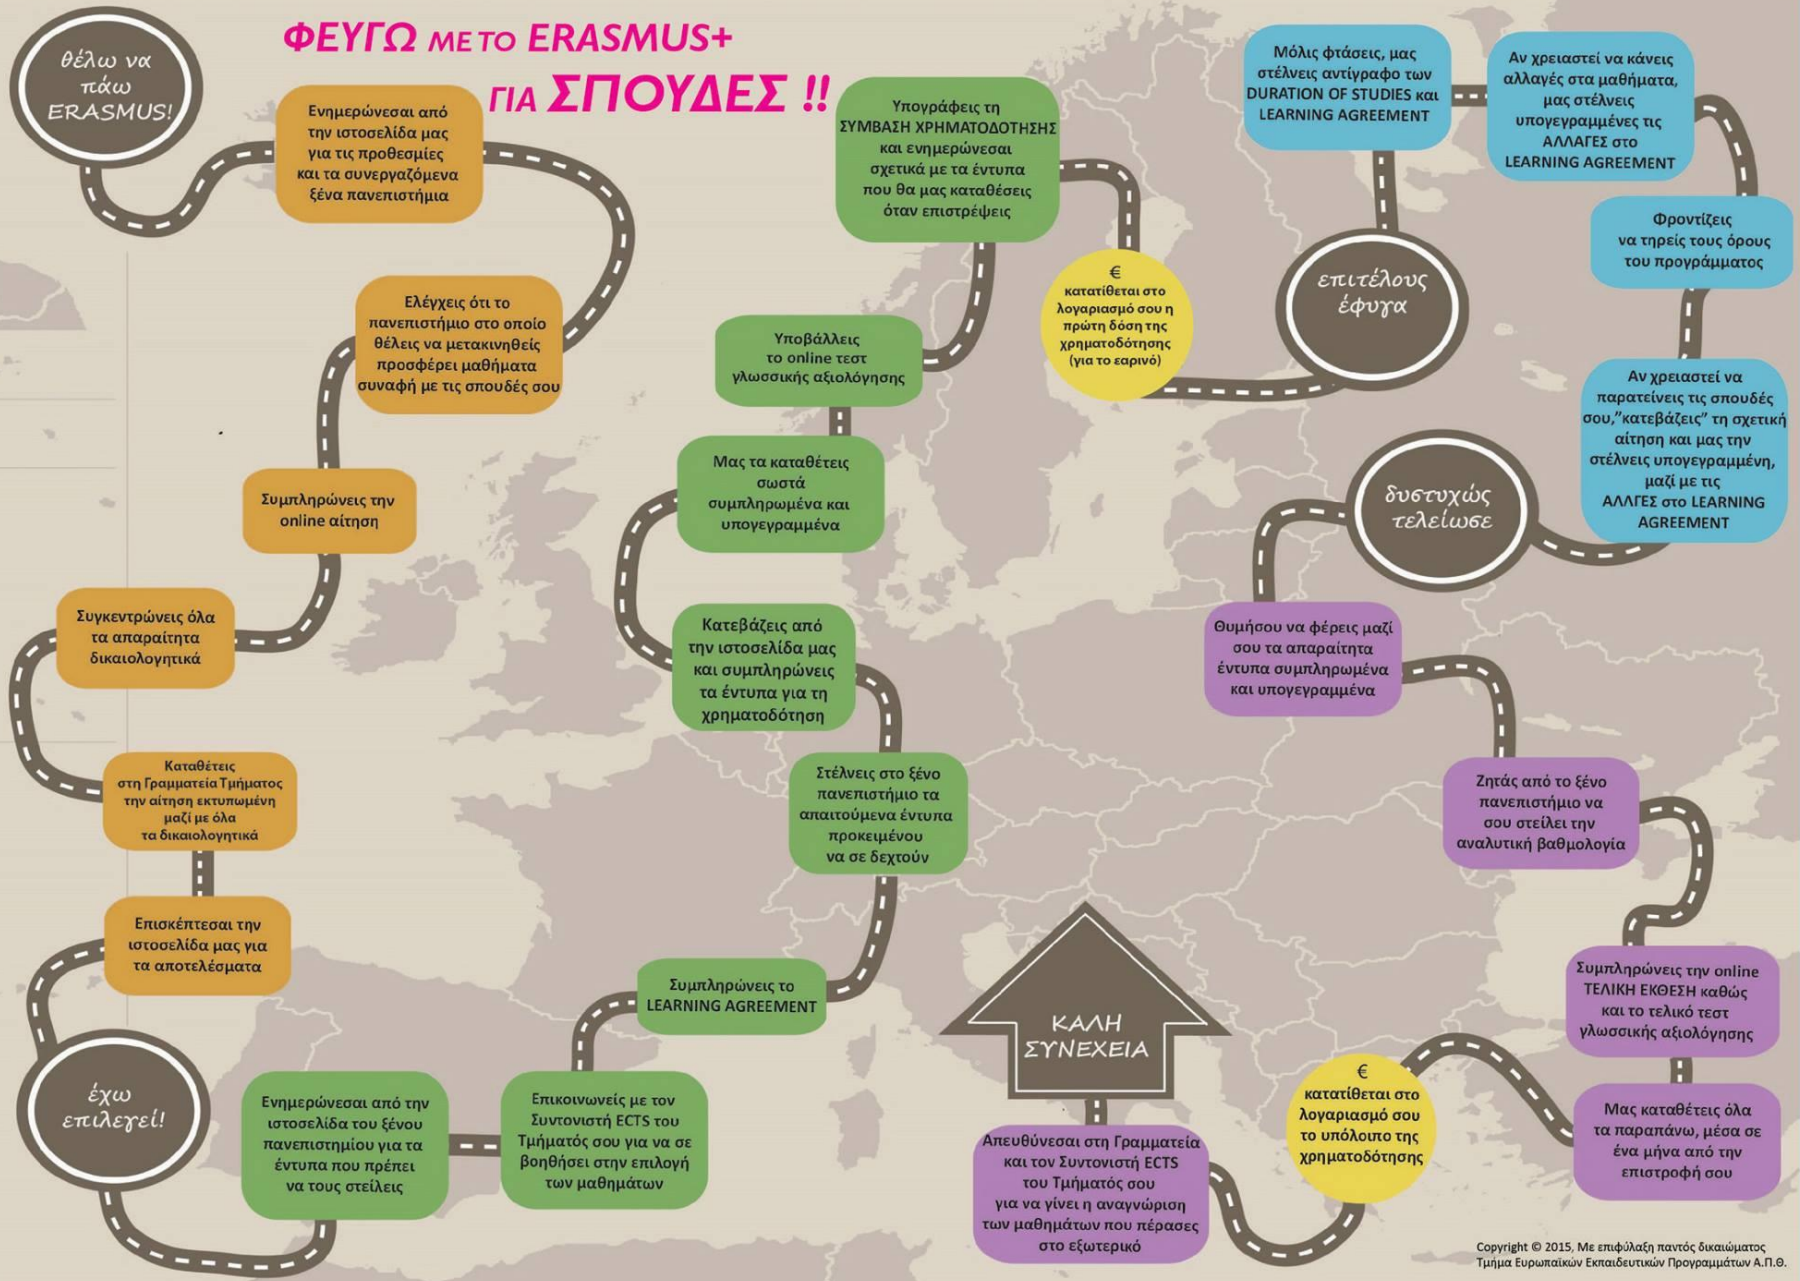 ΦΕΥΓΩ ΜΕ ΤΟ ERASMUS+
ΓΙΑ ΣΠΟΥΔΕΣ !!
θέλω να
πάω
ERASMUS!
Ενημερώνεσαι από
την ιστοσελίδα μας
για τις προθεσμίες
και τα συνεργαζόμενα
ξένα πανεπιστήμια
Ελέγχεις ότι το
πανεπιστήμιο στο οποίο
θέλεις να μετακινηθείς
προσφέρει μαθήματα
συναφή με τις σπουδές σου
Συμπληρώνεις την
online αίτηση
Συγκεντρώνεις όλα
τα απαραίτητα
δικαιολογητικά
Καταθέτεις
στη Γραμματεία Τμήματος
την αίτηση εκτυπωμένη
μαζί με όλα
τα δικαιολογητικά
Επισκέπτεσαι την
ιστοσελίδα μας για
τα αποτελέσματα
έχω
επιλεγεί!
Ενημερώνεσαι από την
ιστοσελίδα του ξένου
πανεπιστημίου για τα
έντυπα που πρέπει
να τους στείλεις
Επικοινωνείς με τον
Συντονιστή ECTS του
Τμήματός σου για να σε
βοηθήσει στην επιλογή
των μαθημάτων
Συμπληρώνεις το
LEARNING AGREEMENT
Στέλνεις στο ξένο
πανεπιστήμιο τα
απαιτούμενα έντυπα
προκειμένου
να σε δεχτούν
Κατεβάζεις από
την ιστοσελίδα μας
και συμπληρώνεις
τα έντυπα για τη
χρηματοδότηση
Μας τα καταθέτεις
σωστά
συμπληρωμένα και
υπογεγραμμένα
Υποβάλλεις
το online τεστ
γλωσσικής αξιολόγησης
Υπογράφεις τη
ΣΥΜΒΑΣΗ ΧΡΗΜΑΤΟΔΟΤΗΣΗΣ
και ενημερώνεσαι
σχετικά με τα έντυπα
που θα μας καταθέσεις
όταν επιστρέψεις
€
κατατίθεται στο
λογαριασμό σου η
πρώτη δόση της
χρηματοδότησης
(για το εαρινό)
επιτέλους
έφυγα
Μόλις φτάσεις, μας
στέλνεις αντίγραφο των
DURATION OF STUDIES και
LEARNING AGREEMENT
Αν χρειαστεί να κάνεις
αλλαγές στα μαθήματα,
μας στέλνεις
υπογεγραμμένες τις
ΑΛΛΑΓΕΣ στο
LEARNING AGREEMENT
Φροντίζεις
να τηρείς τους όρους
του προγράμματος
Αν χρειαστεί να
παρατείνεις τις σπουδές
σου,"κατεβάζεις" τη σχετική
αίτηση και μας την
στέλνεις υπογεγραμμένη,
μαζί με τις
ΑΛΛΓΕΣ στο LEARNING
AGREEMENT
δυστυχώς
τελείωσε
Θυμήσου να φέρεις μαζί
σου τα απαραίτητα
έντυπα συμπληρωμένα
και υπογεγραμμένα
Ζητάς από το ξένο
πανεπιστήμιο να
σου στείλει την
αναλυτική βαθμολογία
Συμπληρώνεις την online
ΤΕΛΙΚΗ ΕΚΘΕΣΗ καθώς
και το τελικό τεστ
γλωσσικής αξιολόγησης
Μας καταθέτεις όλα
τα παραπάνω, μέσα σε
ένα μήνα από την
επιστροφή σου
€
κατατίθεται στο
λογαριασμό σου
το υπόλοιπο της
χρηματοδότησης
Απευθύνεσαι στη Γραμματεία
και τον Συντονιστή ECTS
του Τμήματός σου
για να γίνει η αναγνώριση
των μαθημάτων που πέρασες
στο εξωτερικό
ΚΑΛΗ
ΣΥΝΕΧΕΙΑ
Copyright © 2015, Με επιφύλαξη παντός δικαιώματος
Τμήμα Ευρωπαϊκών Εκπαιδευτικών Προγραμμάτων Α.Π.Θ.